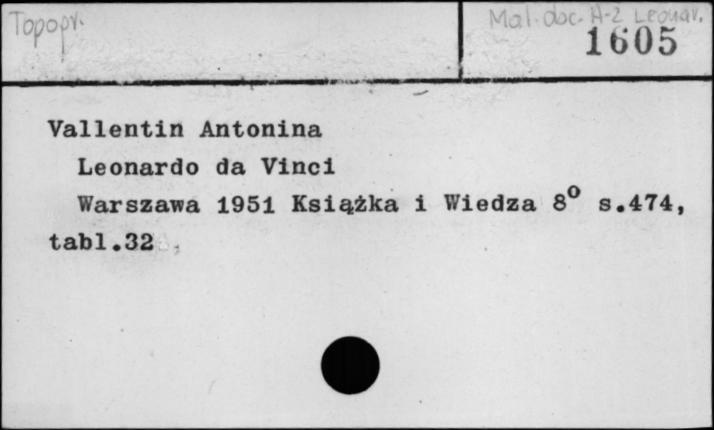 Topogr.
Mal. doc. A-2 Leonar.
1605
Vallentin Antonina
Leonardo da Vinci
Warszawa 1951 Książka i Wiedza 8° s.474,
tabl.32